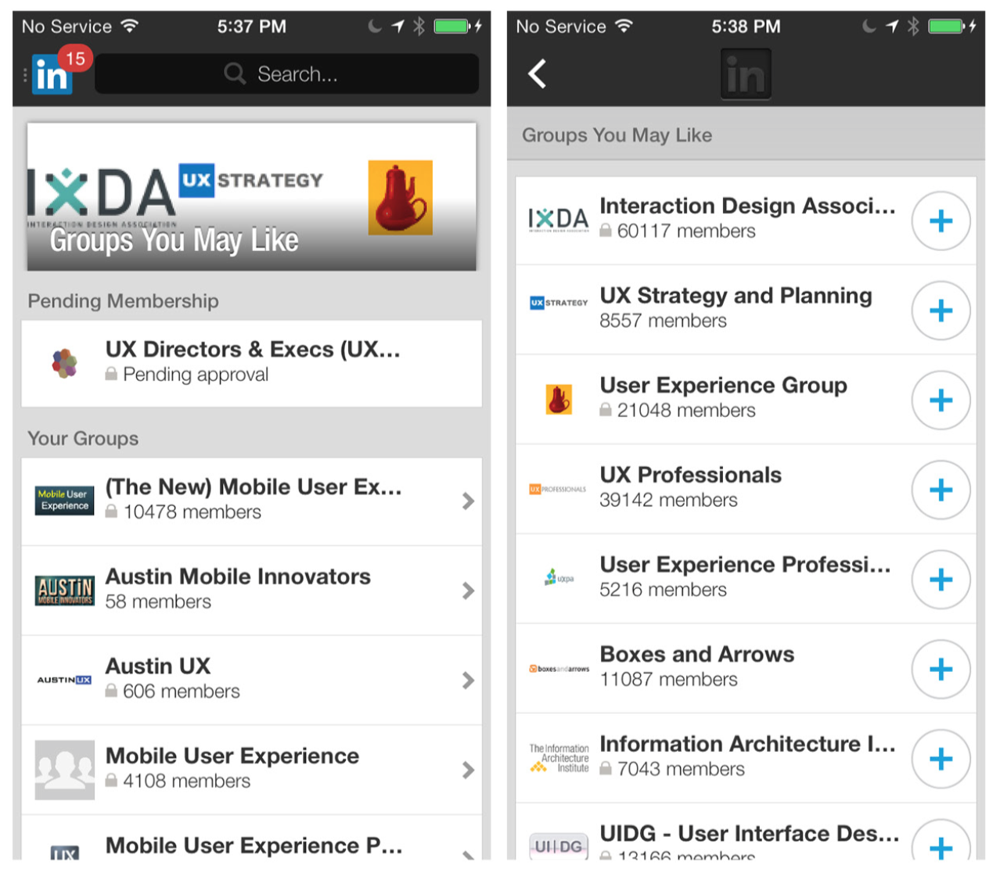 No Service
5:37 PM
in
15
Search...
IXDA
INTERACTION DESIGN ASSOCIATION
UX STRATEGY
Groups You May Like
Pending Membership
UX Directors & Execs (UX...
Pending approval
Your Groups
Mobile User
Experience
(The New) Mobile User Ex...
10478 members
AUSTIN
MOBILE INNOVATORS
Austin Mobile Innovators
58 members
AUSTIN UX
Austin UX
606 members
Mobile User Experience
4108 members
UX
Mobile User Experience P...
No Service
5:38 PM
in
Groups You May Like
IXDA
INTERACTION DESIGN ASSOCIATION
Interaction Design Associ...
60117 members
UX STRATEGY
UX Strategy and Planning
8557 members
User Experience Group
21048 members
UX PROFESSIONALS
UX Professionals
39142 members
uxpa
User Experience Professi...
5216 members
boxesandarrows
Boxes and Arrows
11087 members
The Information
Architecture
Institute
Information Architecture I...
7043 members
UI|DG
UIDG - User Interface Des...
13166 members